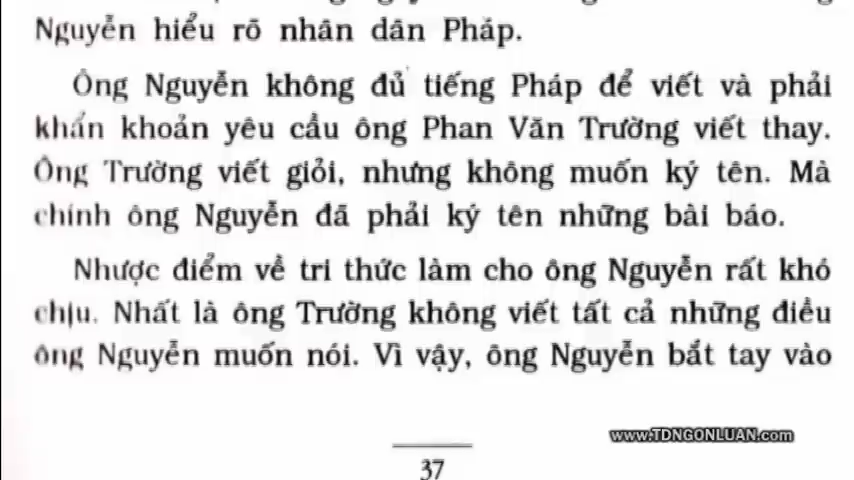 Nguyễn hiểu rõ nhân dân Pháp.
Ông Nguyễn không đủ tiếng Pháp để viết và phải
khẩn khoản yêu cầu ông Phan Văn Trường viết thay.
Ông Trường viết giỏi, nhưng không muốn ký tên. Mà
chính ông Nguyễn đã phải ký tên những bài báo.
Nhược điểm về tri thức làm cho ông Nguyễn rất khó
chịu. Nhất là ông Trường không viết tất cả những điều
ông Nguyễn muốn nói. Vì vậy, ông Nguyễn bắt tay vào
www.TDNGONLUAN.com
37